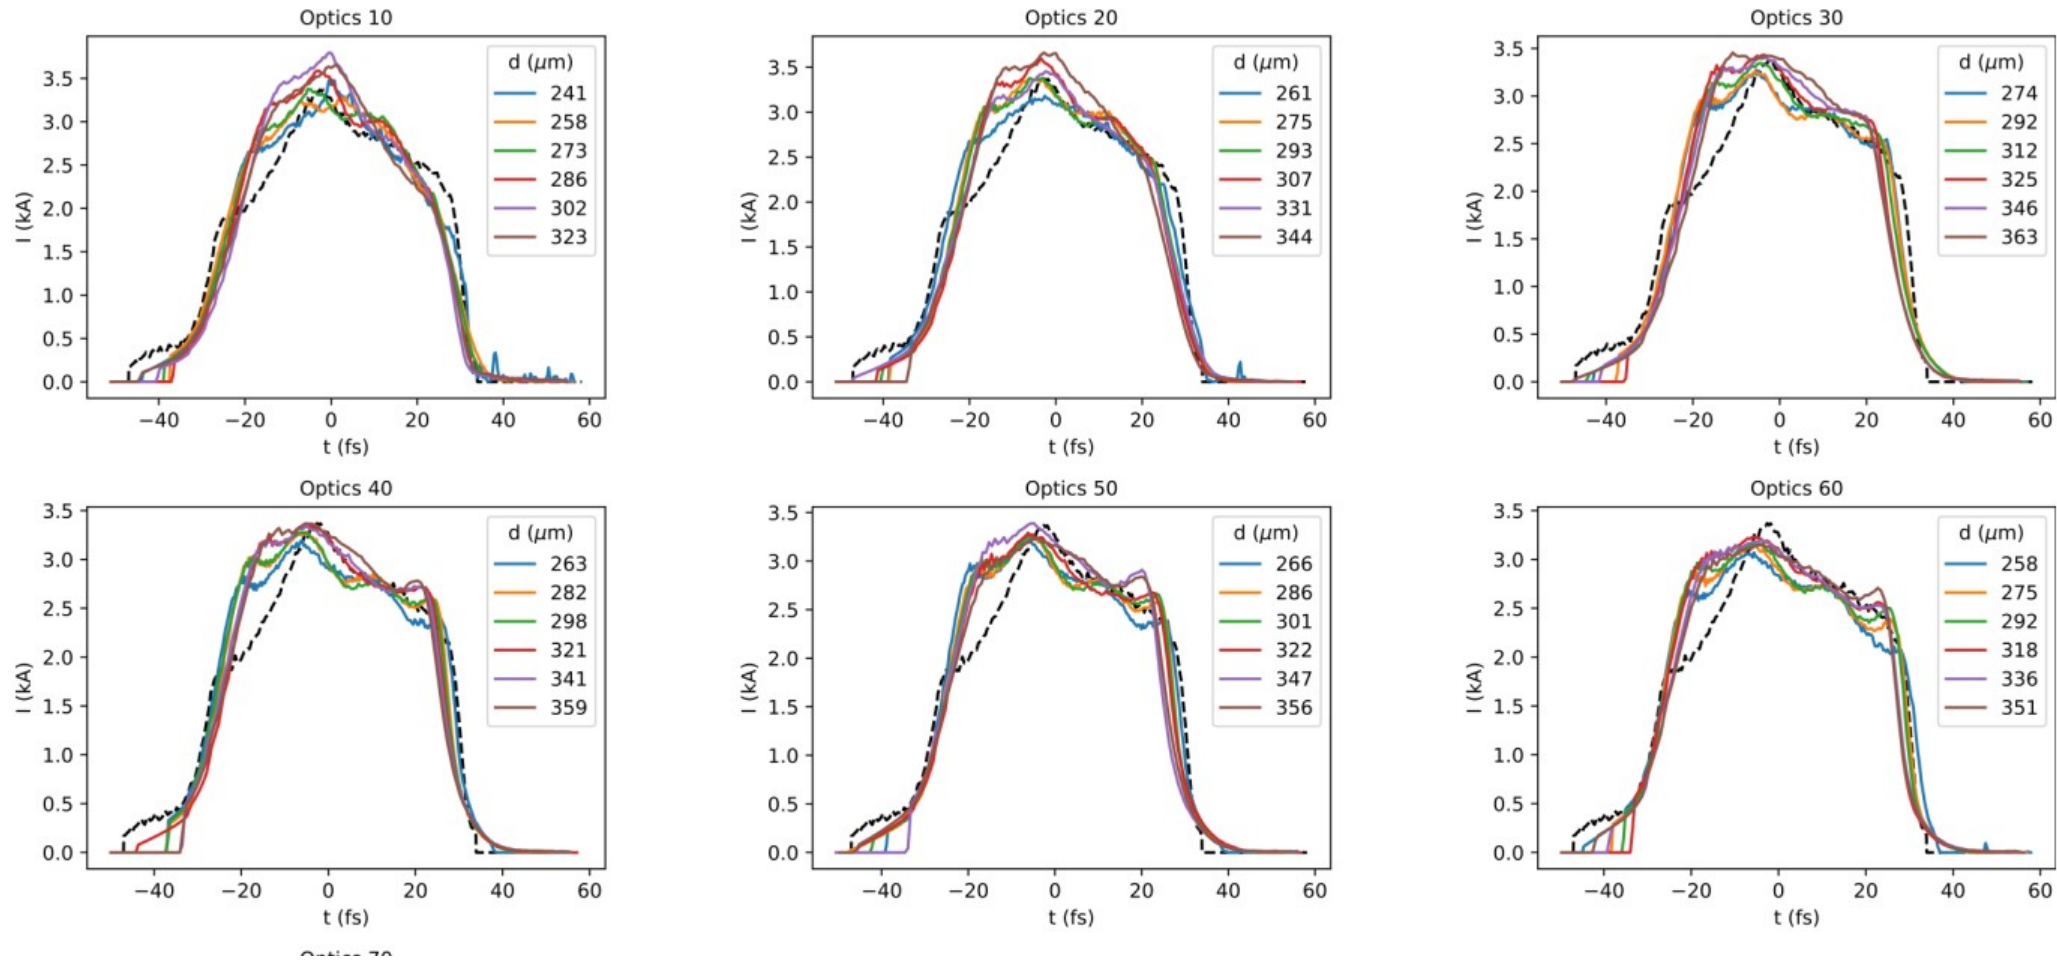 Optics 10
I (kA)
3.5
3.0
2.5
2.0
1.5
1.0
0.5
0.0
d (μm)
241
258
273
286
302
323
−40 −20 0 20 40 60
t (fs)
Optics 20
I (kA)
3.5
3.0
2.5
2.0
1.5
1.0
0.5
0.0
d (μm)
261
275
293
307
331
344
−40 −20 0 20 40 60
t (fs)
Optics 30
I (kA)
3.5
3.0
2.5
2.0
1.5
1.0
0.5
0.0
d (μm)
274
292
312
325
346
363
−40 −20 0 20 40 60
t (fs)
Optics 40
I (kA)
3.5
3.0
2.5
2.0
1.5
1.0
0.5
0.0
d (μm)
263
282
298
321
341
359
−40 −20 0 20 40 60
t (fs)
Optics 50
I (kA)
3.5
3.0
2.5
2.0
1.5
1.0
0.5
0.0
d (μm)
266
286
301
322
347
356
−40 −20 0 20 40 60
t (fs)
Optics 60
I (kA)
3.5
3.0
2.5
2.0
1.5
1.0
0.5
0.0
d (μm)
258
275
292
318
336
351
−40 −20 0 20 40 60
t (fs)
Optics 70